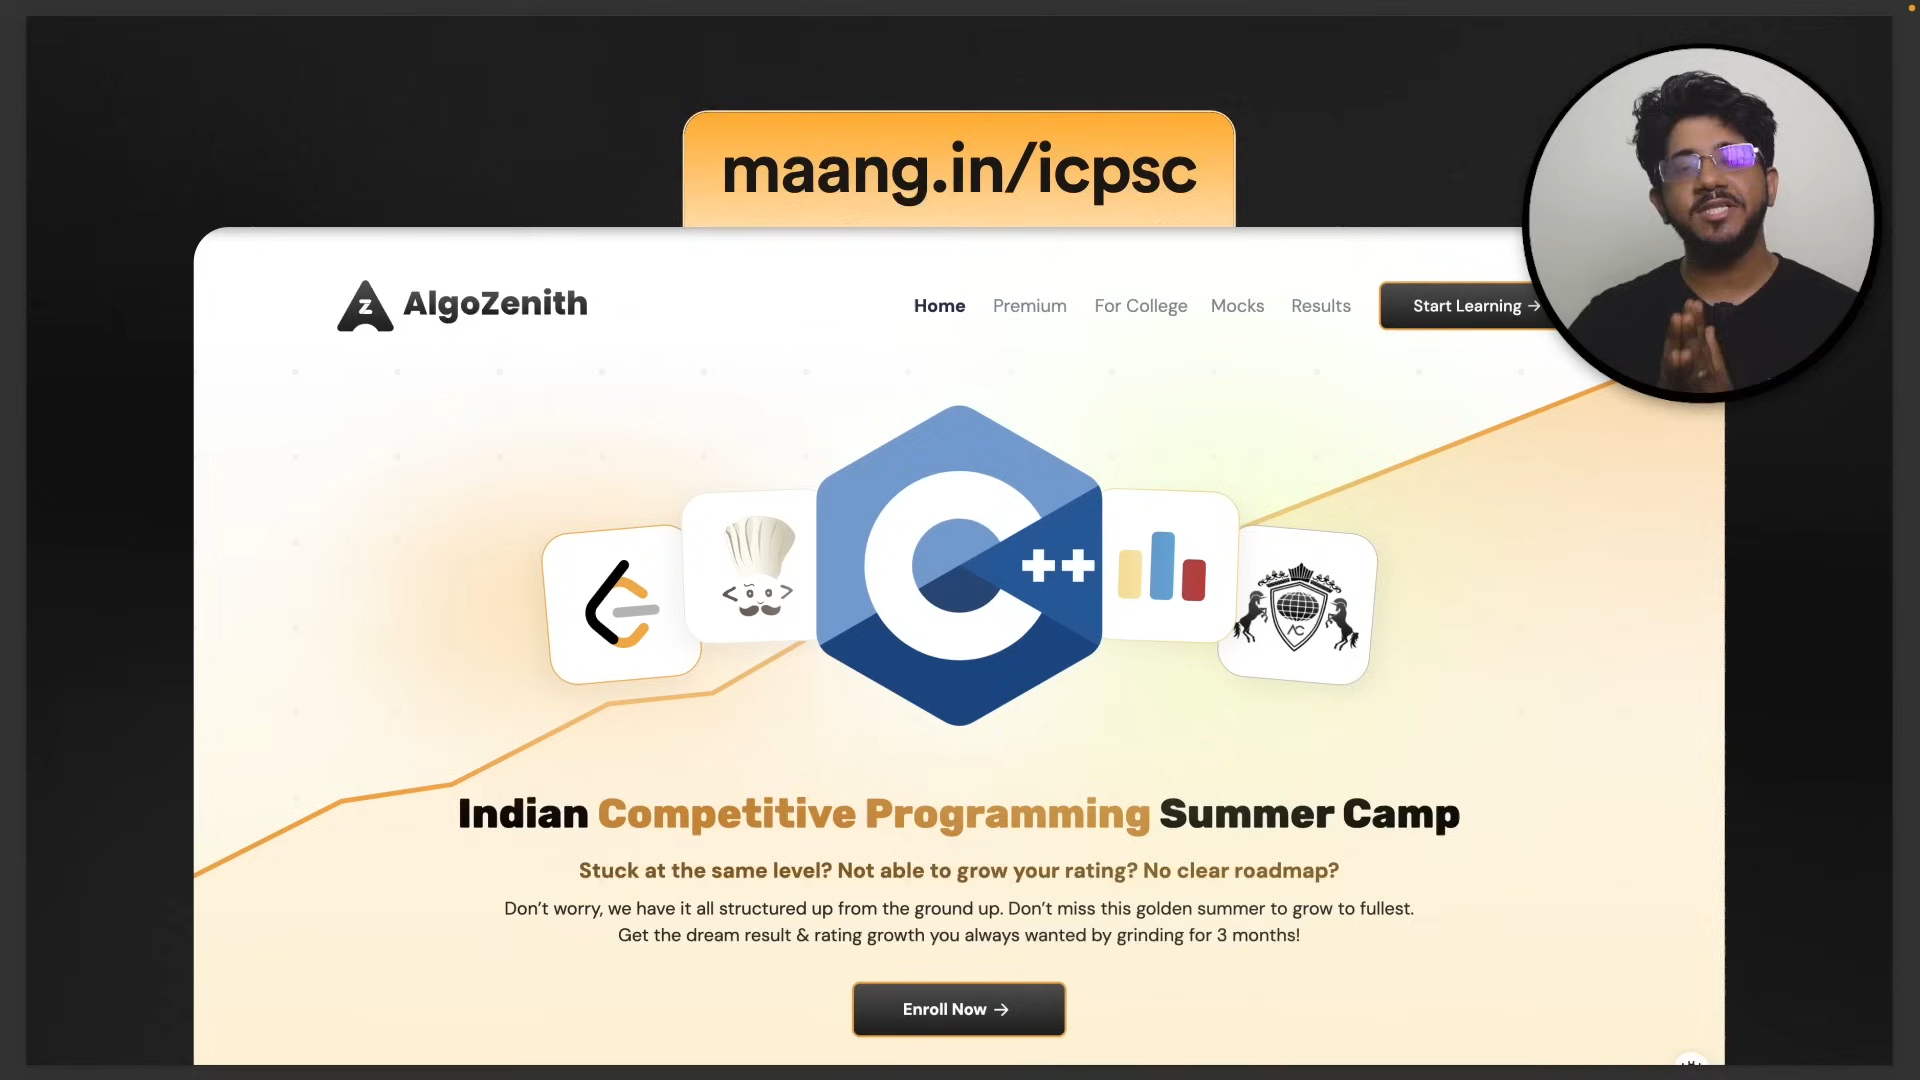 maang.in/icpsc
AlgoZenith
Home Premium For College Mocks Results Start Learning →
C++
AC
Indian Competitive Programming Summer Camp
Stuck at the same level? Not able to grow your rating? No clear roadmap?
Don’t worry, we have it all structured up from the ground up. Don’t miss this golden summer to grow to fullest.
Get the dream result & rating growth you always wanted by grinding for 3 months!
Enroll Now →